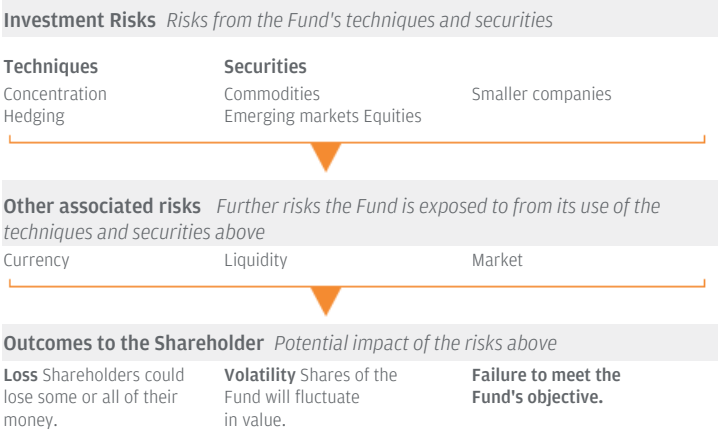 Investment Risks Risks from the Fund's techniques and securities
Techniques Securities
Concentration Commodities Smaller companies
Hedging Emerging markets Equities
Other associated risks Further risks the Fund is exposed to from its use of the
techniques and securities above
Currency Liquidity Market
Outcomes to the Shareholder Potential impact of the risks above
Loss Shareholders could
lose some or all of their
money.
Volatility Shares of the
Fund will fluctuate
in value.
Failure to meet the
Fund's objective.